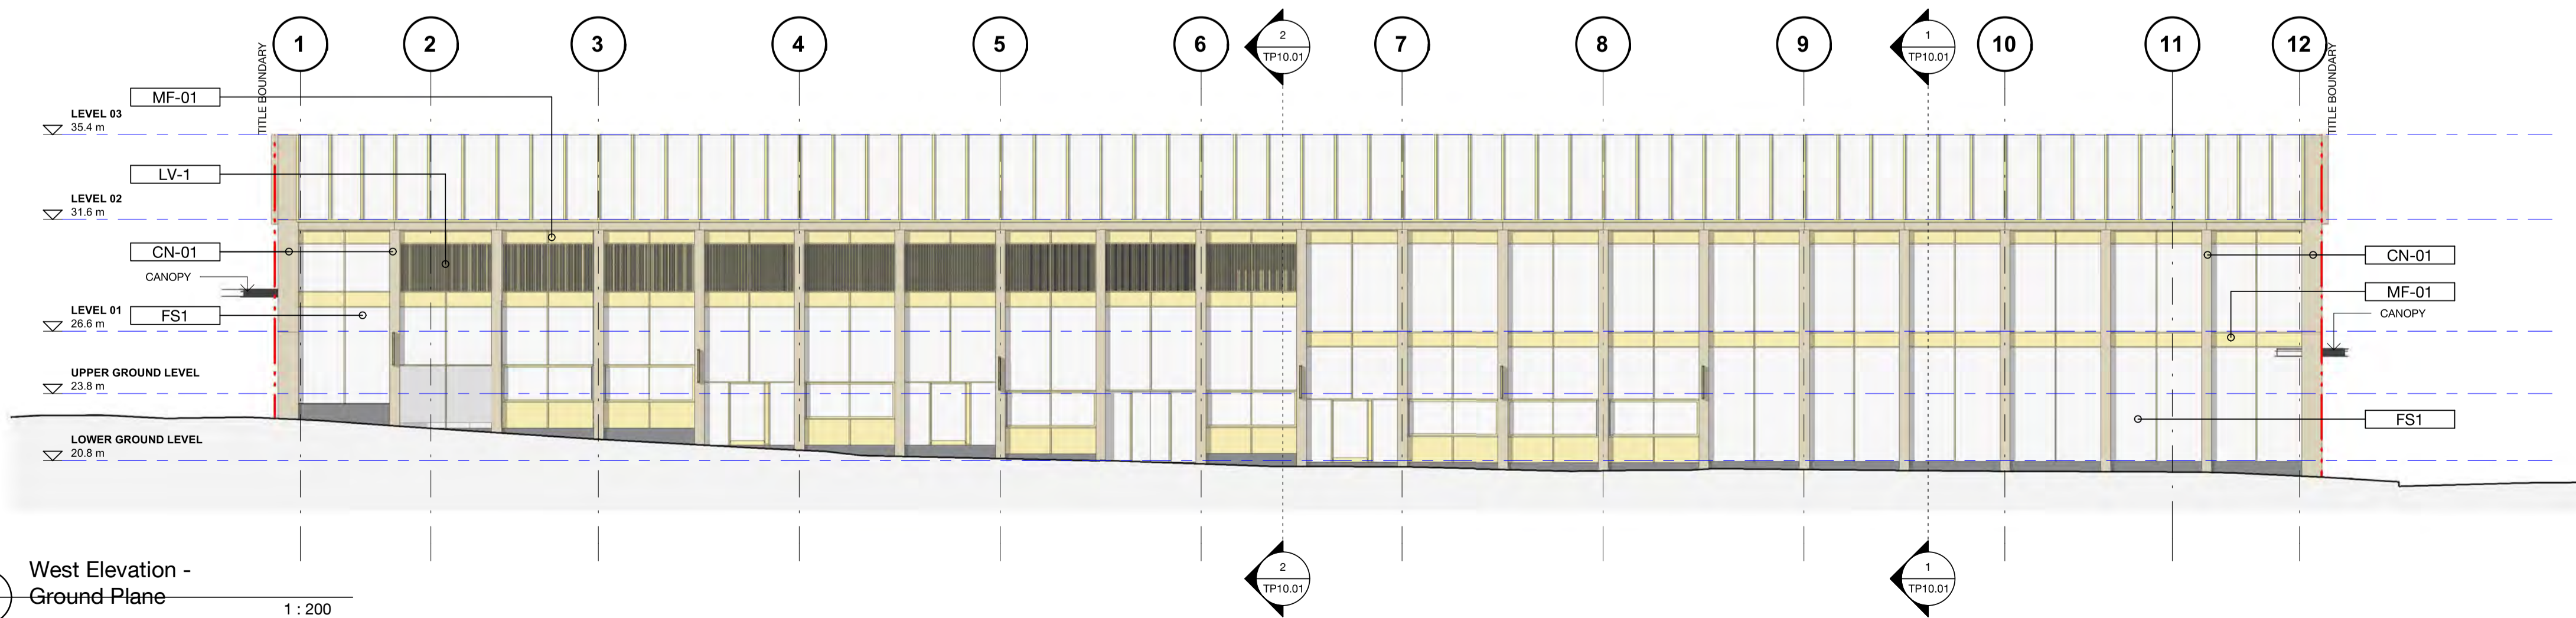 1 2 3 4 5 6 7 8 9 10 11 12
2
TP10.01
1
TP10.01
TITLE BOUNDARY
TITLE BOUNDARY
MF-01
LEVEL 03
35.4 m
LV-1
LEVEL 02
31.6 m
CN-01
CANOPY
LEVEL 01
26.6 m
FS1
UPPER GROUND LEVEL
23.8 m
LOWER GROUND LEVEL
20.8 m
CN-01
MF-01
CANOPY
FS1
2
TP10.01
1
TP10.01
West Elevation -
Ground Plane
1 : 200